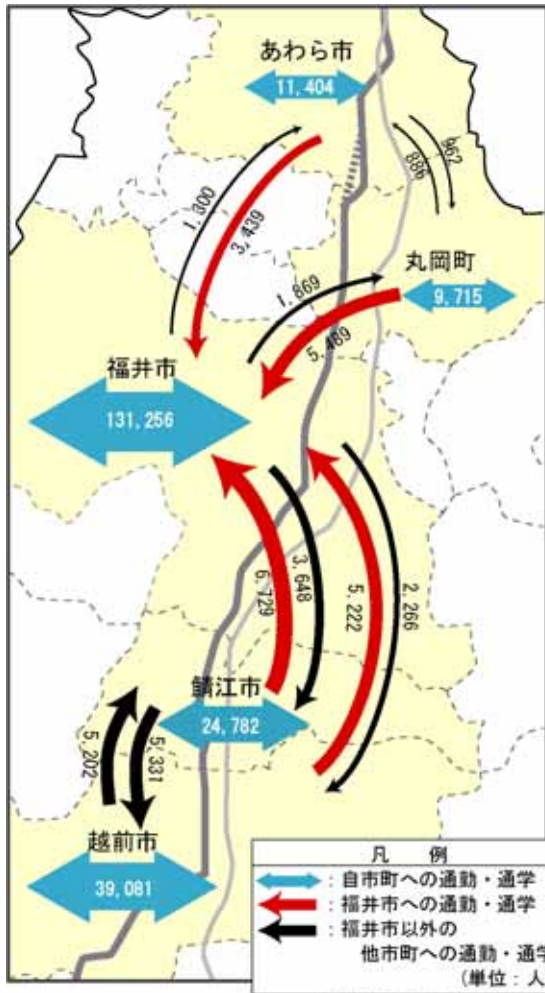 あわら市
11,404
962
886
1,300
3,439
丸岡町
9,715
1,869
5,489
福井市
131,256
6,729
3,648
5,222
2,266
鯖江市
24,782
5,202
5,331
越前市
39,081
凡 例
:自市町への通勤・通学
:福井市への通勤・通学
:福井市以外の
他市町への通勤・通学
(単位:人